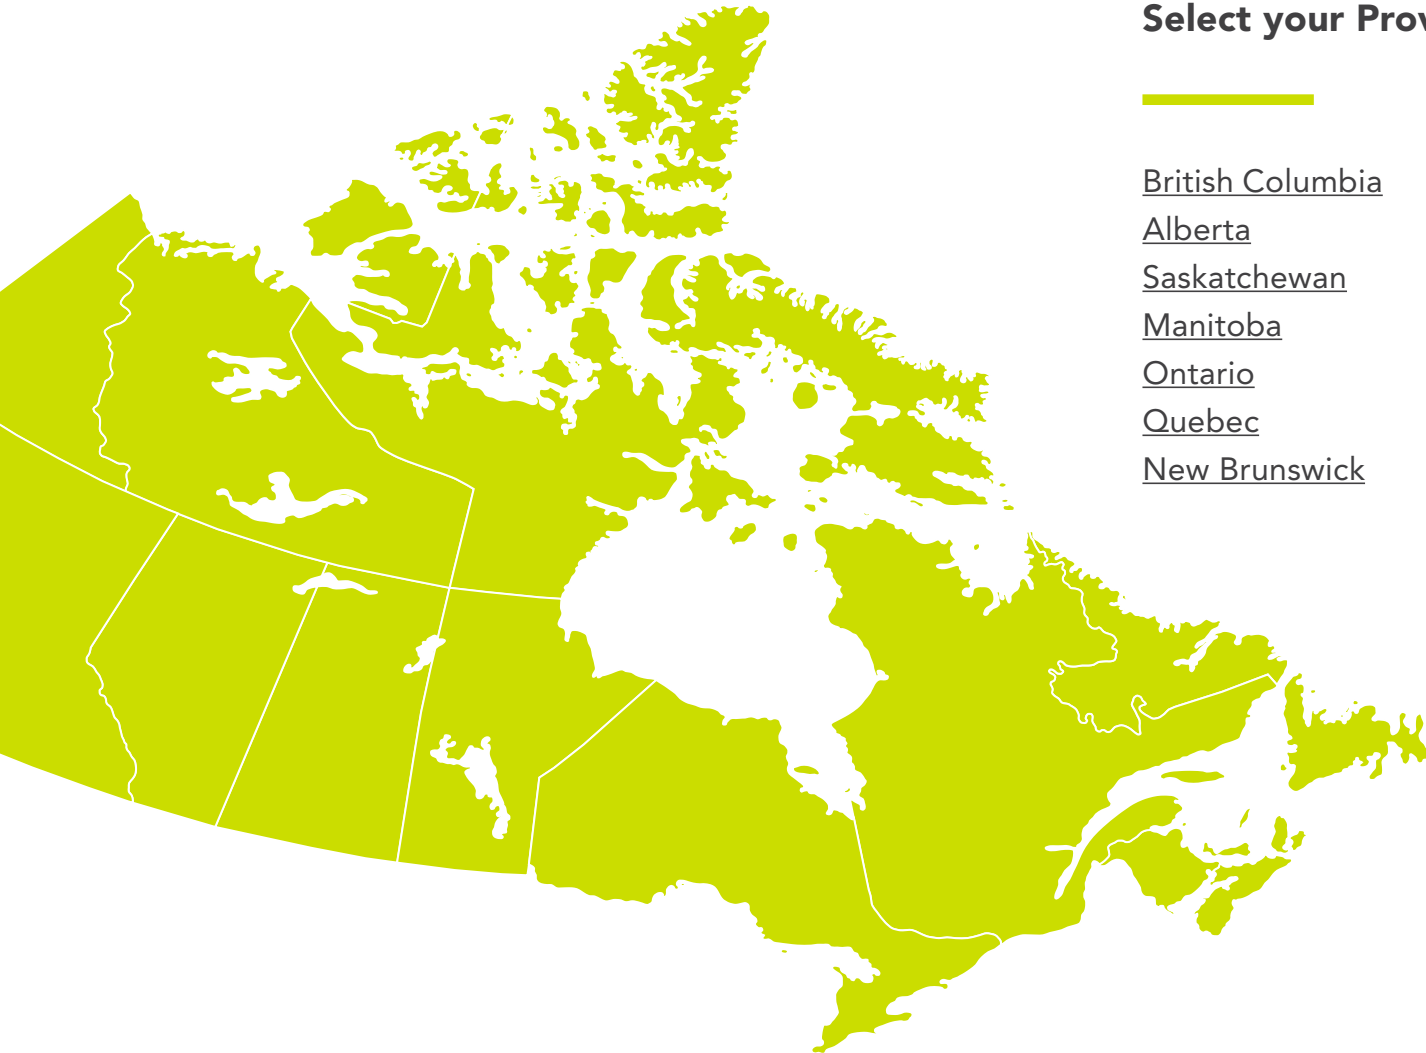 Select your Prov
British Columbia
Alberta
Saskatchewan
Manitoba
Ontario
Quebec
New Brunswick